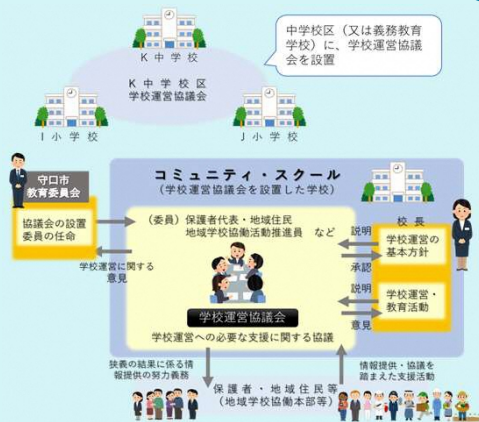 K中学校
K中学校区
学校運営協議会
I小学校
J小学校
中学校区（又は義務教育
学校）に、学校運営協議
会を設置
守口市
教育委員会
コミュニティ・スクール
（学校運営協議会を設置した学校）
協議会の設置
委員の任命
（委員）保護者代表・地域住民
地域学校協働活動推進員 など
学校運営に関する
意見
校長
説明
学校運営の
基本方針
承認
説明
学校運営・
教育活動
意見
学校運営協議会
学校運営への必要な支援に関する協議
狭義の結果に係る情
報提供の努力義務
情報提供・協議を
踏まえた支援活動
保護者・地域住民等
（地域学校協働本部等）